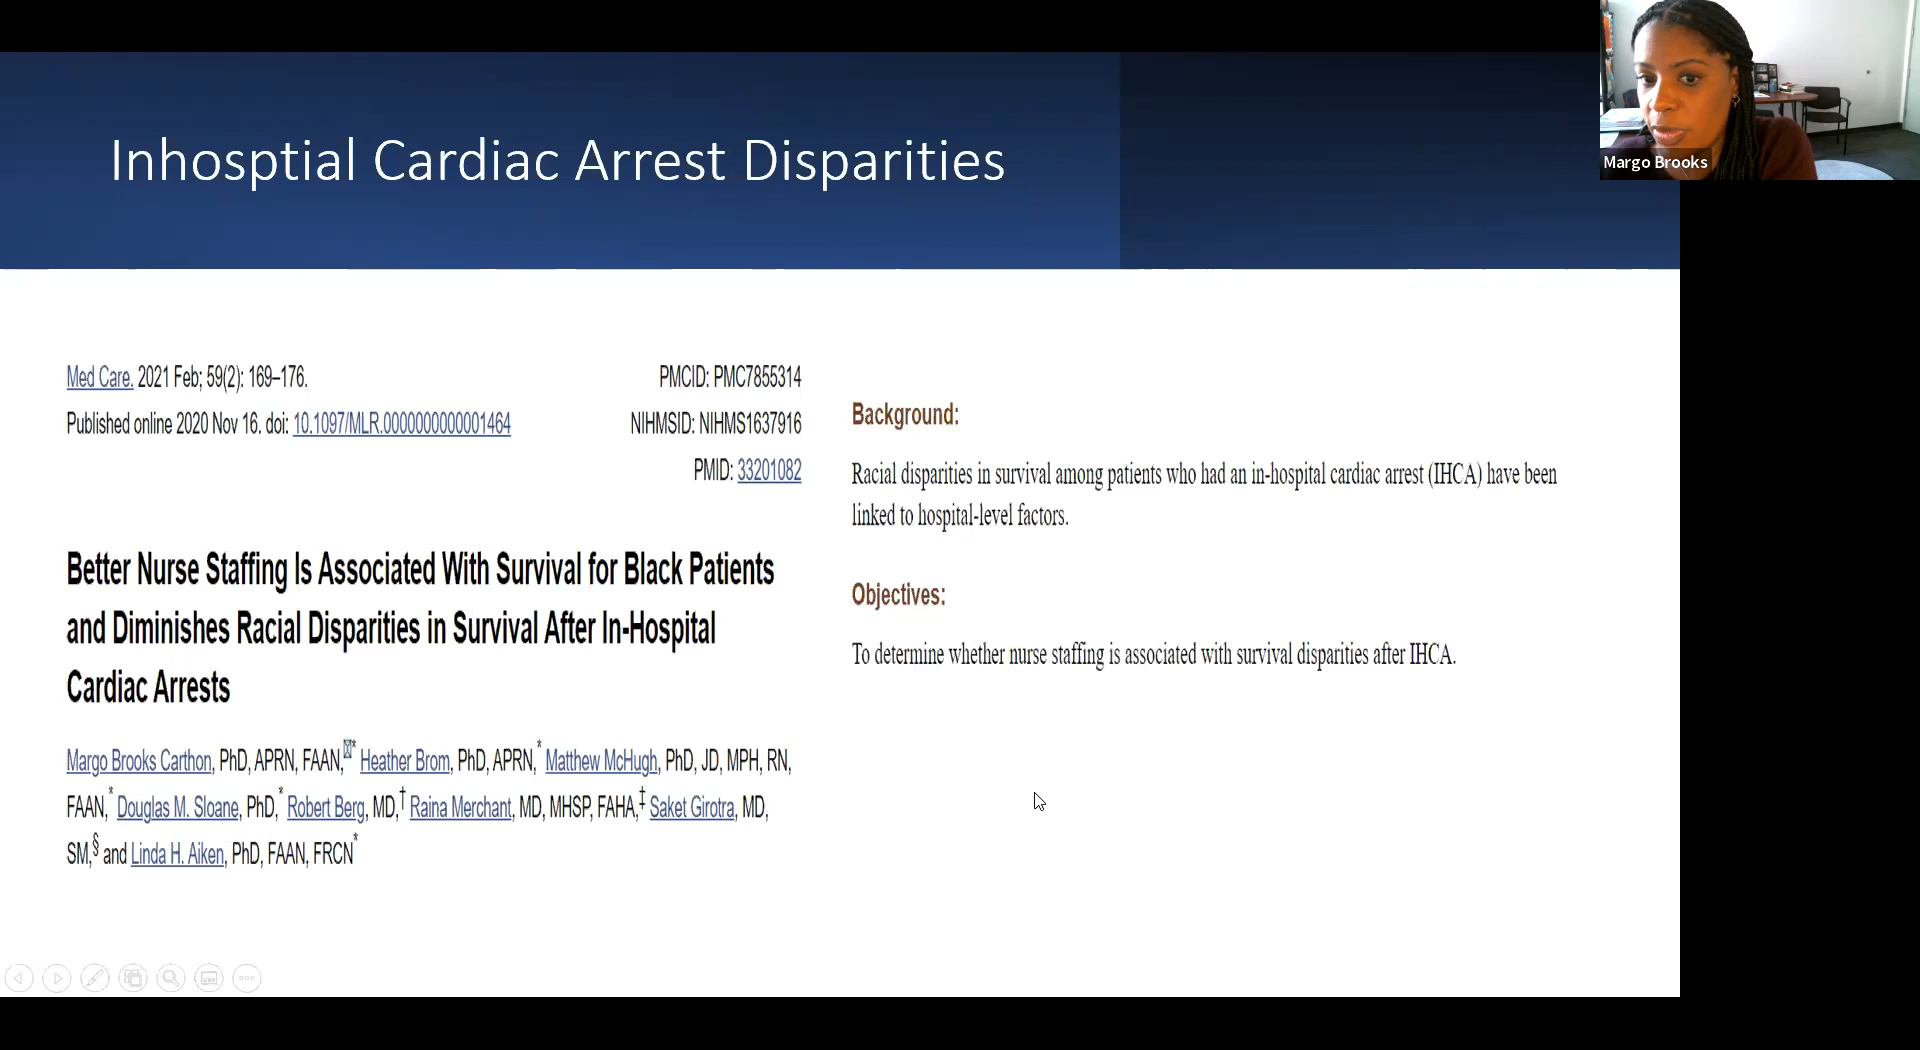 Inhosptial Cardiac Arrest Disparities
Margo Brooks
Med Care. 2021 Feb; 59(2): 169–176.
PMCID: PMC7855314
Published online 2020 Nov 16. doi: 10.1097/MLR.0000000000001464
NIHMSID: NIHMS1637916
PMID: 33201082
Better Nurse Staffing Is Associated With Survival for Black Patients
and Diminishes Racial Disparities in Survival After In-Hospital
Cardiac Arrests
Margo Brooks Carthon, PhD, APRN, FAAN,* Heather Brom, PhD, APRN,* Matthew McHugh, PhD, JD, MPH, RN,
FAAN,* Douglas M. Sloane, PhD,* Robert Berg, MD,† Raina Merchant, MD, MHSP, FAHA,‡ Saket Girotra, MD,
SM,§ and Linda H. Aiken, PhD, FAAN, FRCN*
Background:
Racial disparities in survival among patients who had an in-hospital cardiac arrest (IHCA) have been
linked to hospital-level factors.
Objectives:
To determine whether nurse staffing is associated with survival disparities after IHCA.